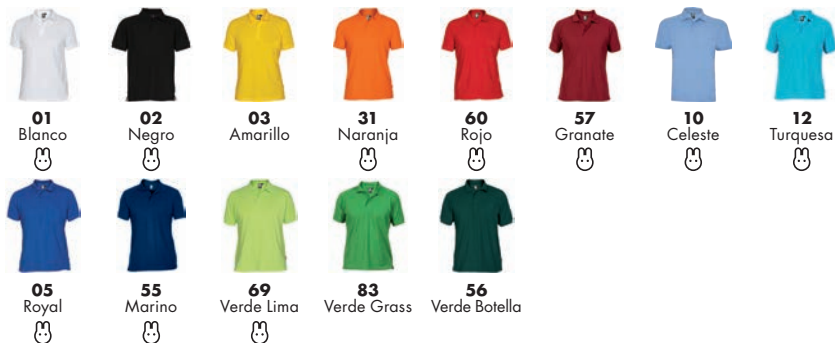 01 02 03 31 60 57 10 12
Blanco Negro Amarillo Naranja Rojo Granate Celeste Turquesa
05 55 69 83 56
Royal Marino Verde Lima Verde Grass Verde Botella